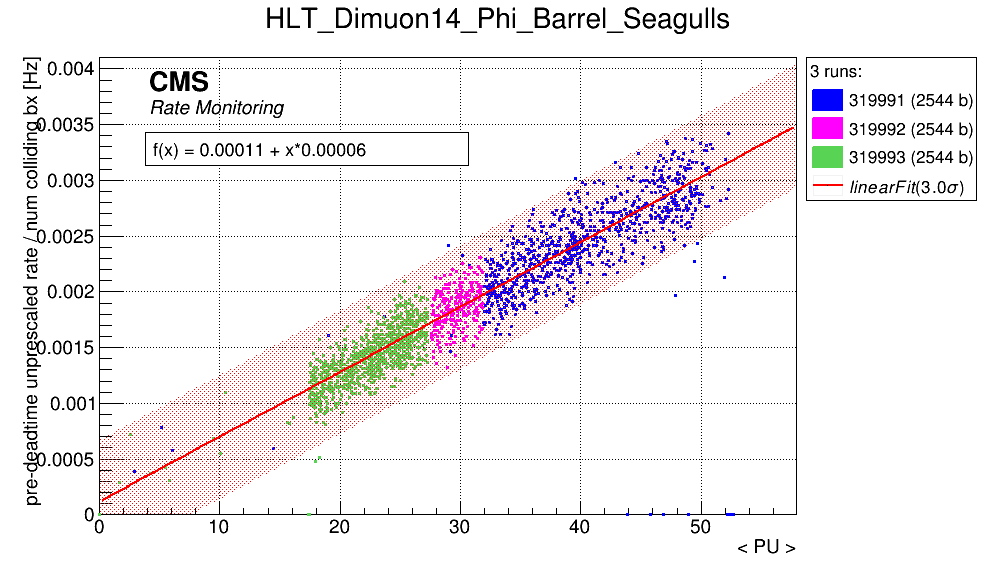 HLT_Dimuon14_Phi_Barrel_Seagulls
pre-deadtime unprescaled rate / num colliding bx [Hz]
0.004
0.0035
0.003
0.0025
0.002
0.0015
0.001
0.0005
0
CMS
Rate Monitoring
f(x) = 0.00011 + x*0.00006
0 10 20 30 40 50
< PU >
3 runs:
319991 (2544 b)
319992 (2544 b)
319993 (2544 b)
linearFit(3.0σ)